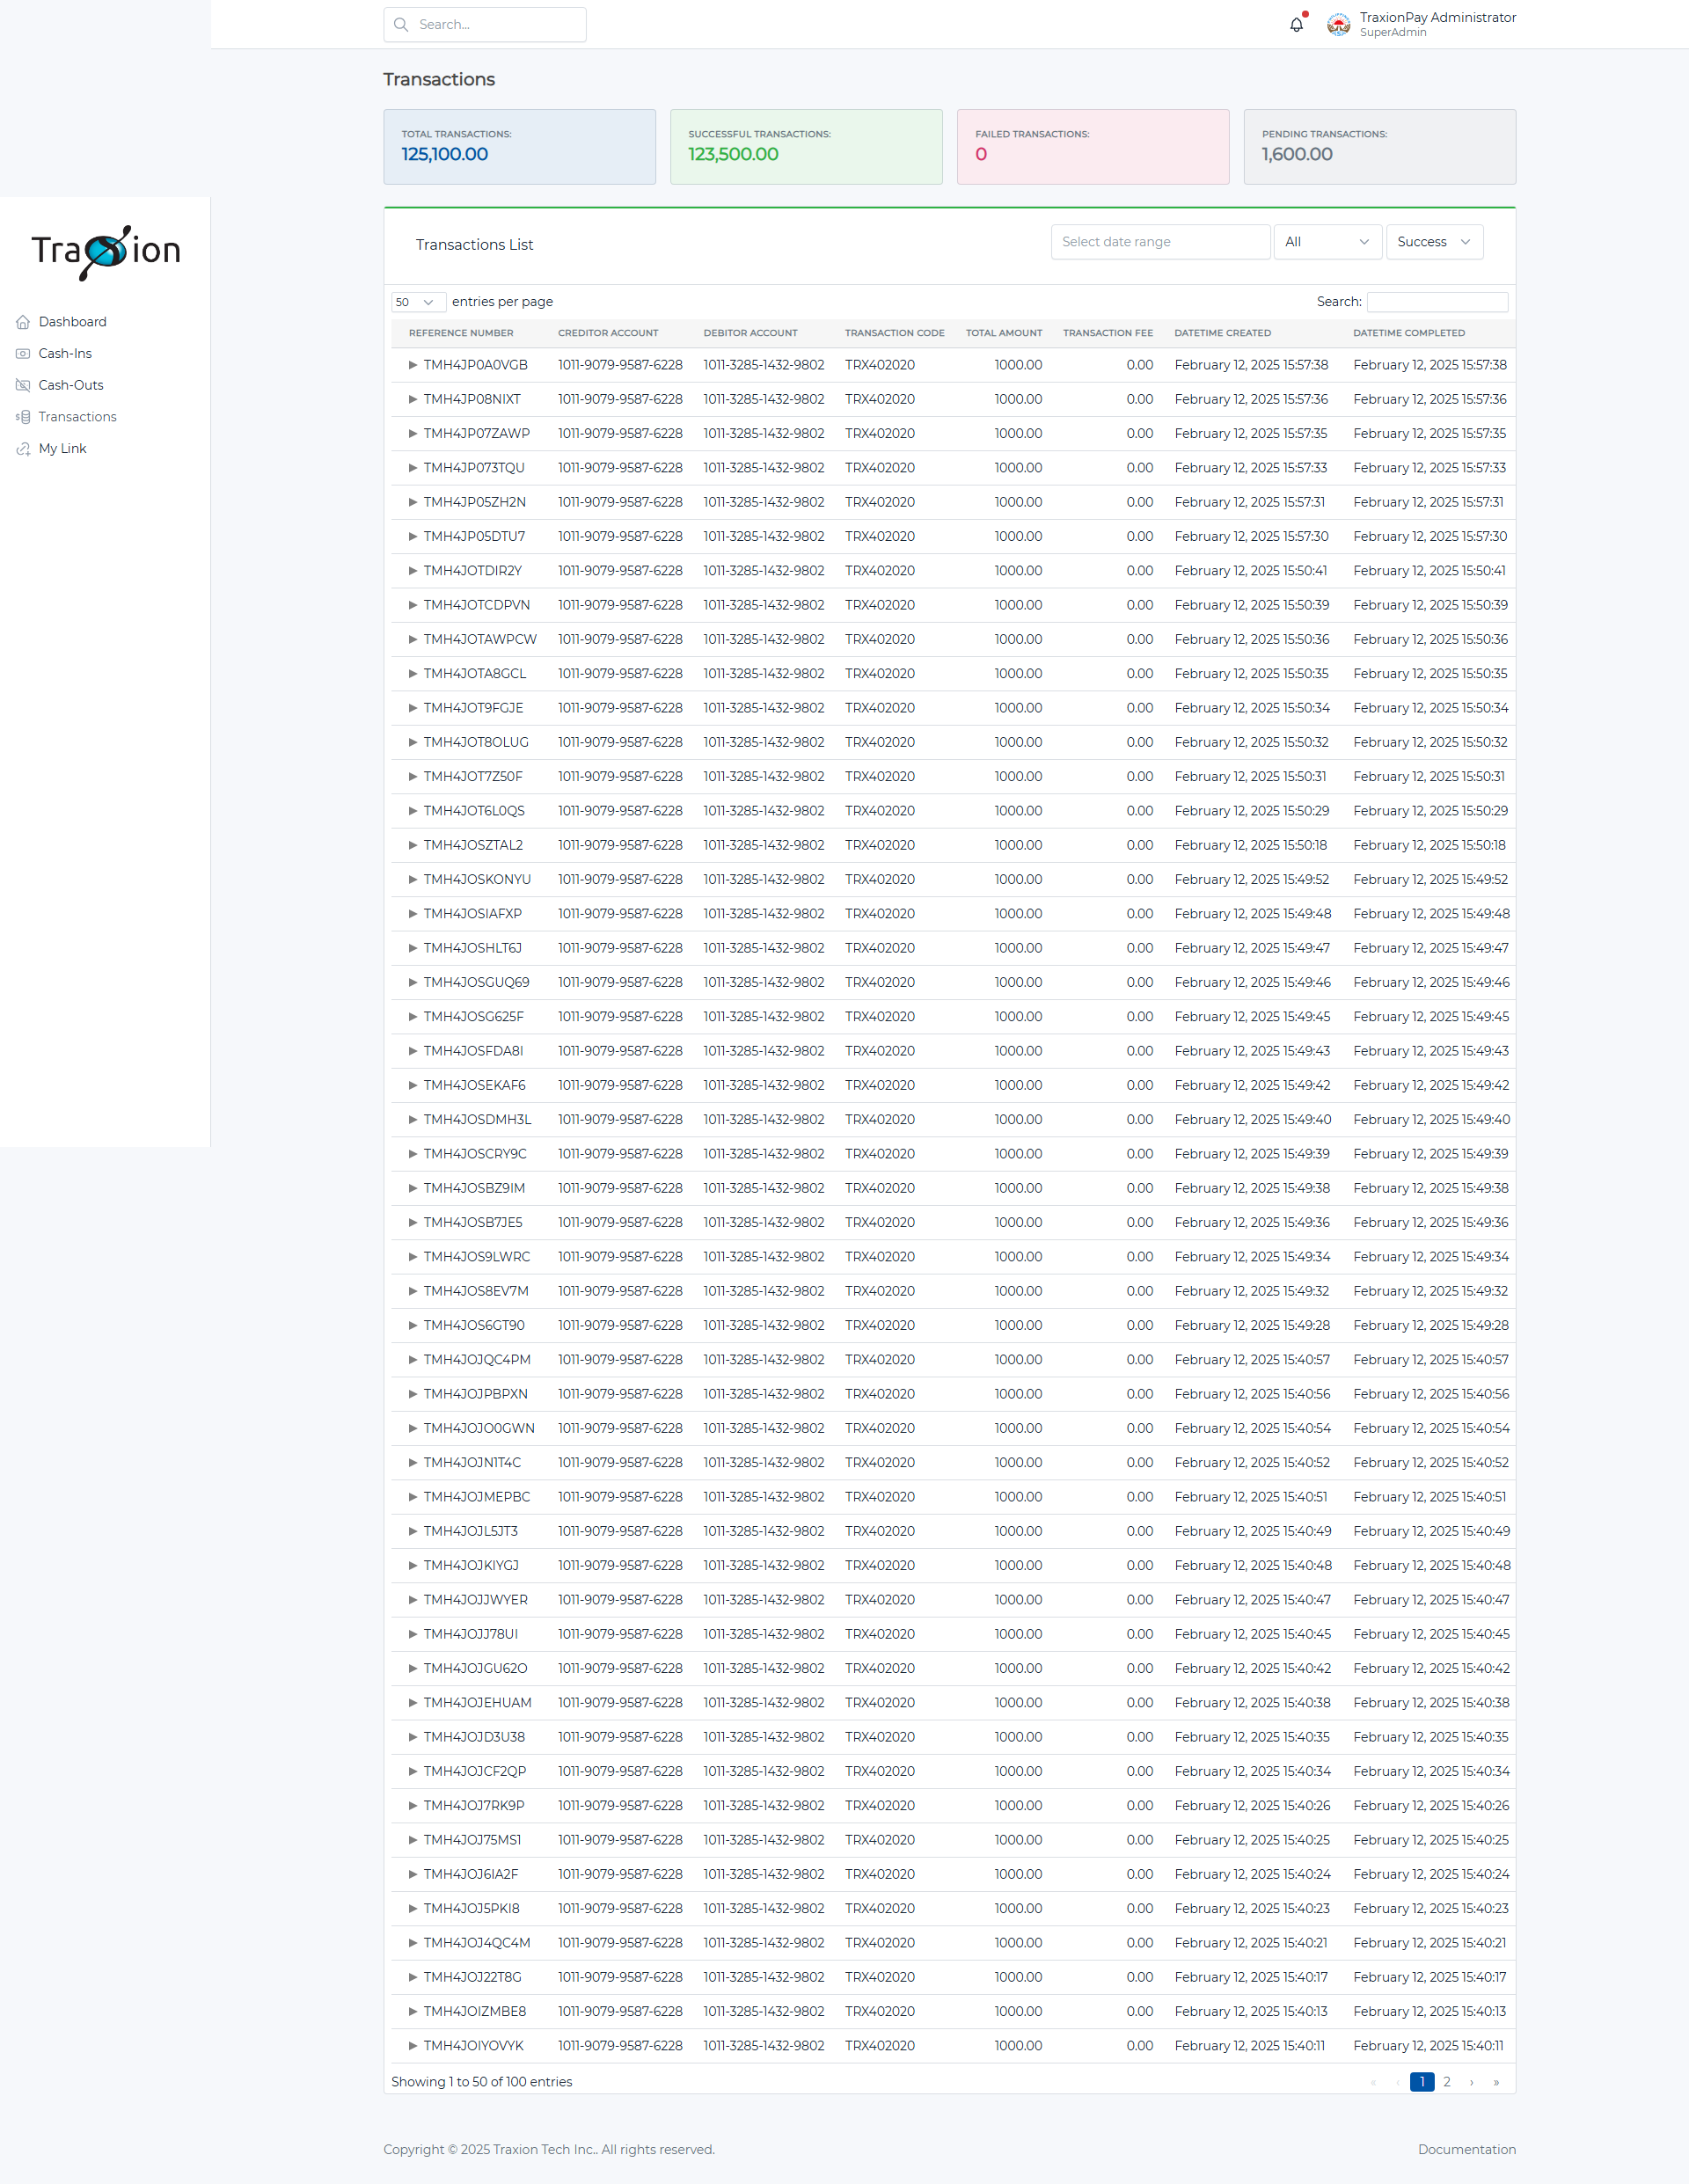 Search...
TraxionPay Administrator
SuperAdmin
Transactions
TOTAL TRANSACTIONS:
125,100.00
SUCCESSFUL TRANSACTIONS:
123,500.00
FAILED TRANSACTIONS:
0
PENDING TRANSACTIONS:
1,600.00
Traxion
Dashboard
Cash-Ins
Cash-Outs
Transactions
My Link
Transactions List
Select date range All Success
50 entries per page Search:
REFERENCE NUMBER CREDITOR ACCOUNT DEBITOR ACCOUNT TRANSACTION CODE TOTAL AMOUNT TRANSACTION FEE DATETIME CREATED DATETIME COMPLETED
TMH4JP0A0VGB 1011-9079-9587-6228 1011-3285-1432-9802 TRX402020 1000.00 0.00 February 12, 2025 15:57:38 February 12, 2025 15:57:38
TMH4JP08NIXT 1011-9079-9587-6228 1011-3285-1432-9802 TRX402020 1000.00 0.00 February 12, 2025 15:57:36 February 12, 2025 15:57:36
TMH4JP07ZAWP 1011-9079-9587-6228 1011-3285-1432-9802 TRX402020 1000.00 0.00 February 12, 2025 15:57:35 February 12, 2025 15:57:35
TMH4JP073TQU 1011-9079-9587-6228 1011-3285-1432-9802 TRX402020 1000.00 0.00 February 12, 2025 15:57:33 February 12, 2025 15:57:33
TMH4JP05ZH2N 1011-9079-9587-6228 1011-3285-1432-9802 TRX402020 1000.00 0.00 February 12, 2025 15:57:31 February 12, 2025 15:57:31
TMH4JP05DTU7 1011-9079-9587-6228 1011-3285-1432-9802 TRX402020 1000.00 0.00 February 12, 2025 15:57:30 February 12, 2025 15:57:30
TMH4JOTDIR2Y 1011-9079-9587-6228 1011-3285-1432-9802 TRX402020 1000.00 0.00 February 12, 2025 15:50:41 February 12, 2025 15:50:41
TMH4JOTCDPVN 1011-9079-9587-6228 1011-3285-1432-9802 TRX402020 1000.00 0.00 February 12, 2025 15:50:39 February 12, 2025 15:50:39
TMH4JOTAWPCW 1011-9079-9587-6228 1011-3285-1432-9802 TRX402020 1000.00 0.00 February 12, 2025 15:50:36 February 12, 2025 15:50:36
TMH4JOTA8GCL 1011-9079-9587-6228 1011-3285-1432-9802 TRX402020 1000.00 0.00 February 12, 2025 15:50:35 February 12, 2025 15:50:35
TMH4JOT9FGJE 1011-9079-9587-6228 1011-3285-1432-9802 TRX402020 1000.00 0.00 February 12, 2025 15:50:34 February 12, 2025 15:50:34
TMH4JOT8OLUG 1011-9079-9587-6228 1011-3285-1432-9802 TRX402020 1000.00 0.00 February 12, 2025 15:50:32 February 12, 2025 15:50:32
TMH4JOT7Z50F 1011-9079-9587-6228 1011-3285-1432-9802 TRX402020 1000.00 0.00 February 12, 2025 15:50:31 February 12, 2025 15:50:31
TMH4JOT6L0QS 1011-9079-9587-6228 1011-3285-1432-9802 TRX402020 1000.00 0.00 February 12, 2025 15:50:29 February 12, 2025 15:50:29
TMH4JOSZTAL2 1011-9079-9587-6228 1011-3285-1432-9802 TRX402020 1000.00 0.00 February 12, 2025 15:50:18 February 12, 2025 15:50:18
TMH4JOSKONYU 1011-9079-9587-6228 1011-3285-1432-9802 TRX402020 1000.00 0.00 February 12, 2025 15:49:52 February 12, 2025 15:49:52
TMH4JOSIAFXP 1011-9079-9587-6228 1011-3285-1432-9802 TRX402020 1000.00 0.00 February 12, 2025 15:49:48 February 12, 2025 15:49:48
TMH4JOSHLT6J 1011-9079-9587-6228 1011-3285-1432-9802 TRX402020 1000.00 0.00 February 12, 2025 15:49:47 February 12, 2025 15:49:47
TMH4JOSGUQ69 1011-9079-9587-6228 1011-3285-1432-9802 TRX402020 1000.00 0.00 February 12, 2025 15:49:46 February 12, 2025 15:49:46
TMH4JOSG625F 1011-9079-9587-6228 1011-3285-1432-9802 TRX402020 1000.00 0.00 February 12, 2025 15:49:45 February 12, 2025 15:49:45
TMH4JOSFDA8I 1011-9079-9587-6228 1011-3285-1432-9802 TRX402020 1000.00 0.00 February 12, 2025 15:49:43 February 12, 2025 15:49:43
TMH4JOSEKAF6 1011-9079-9587-6228 1011-3285-1432-9802 TRX402020 1000.00 0.00 February 12, 2025 15:49:42 February 12, 2025 15:49:42
TMH4JOSDMH3L 1011-9079-9587-6228 1011-3285-1432-9802 TRX402020 1000.00 0.00 February 12, 2025 15:49:40 February 12, 2025 15:49:40
TMH4JOSCRY9C 1011-9079-9587-6228 1011-3285-1432-9802 TRX402020 1000.00 0.00 February 12, 2025 15:49:39 February 12, 2025 15:49:39
TMH4JOSBZ9IM 1011-9079-9587-6228 1011-3285-1432-9802 TRX402020 1000.00 0.00 February 12, 2025 15:49:38 February 12, 2025 15:49:38
TMH4JOSB7JE5 1011-9079-9587-6228 1011-3285-1432-9802 TRX402020 1000.00 0.00 February 12, 2025 15:49:36 February 12, 2025 15:49:36
TMH4JOS9LWRC 1011-9079-9587-6228 1011-3285-1432-9802 TRX402020 1000.00 0.00 February 12, 2025 15:49:34 February 12, 2025 15:49:34
TMH4JOS8EV7M 1011-9079-9587-6228 1011-3285-1432-9802 TRX402020 1000.00 0.00 February 12, 2025 15:49:32 February 12, 2025 15:49:32
TMH4JOS6GT90 1011-9079-9587-6228 1011-3285-1432-9802 TRX402020 1000.00 0.00 February 12, 2025 15:49:28 February 12, 2025 15:49:28
TMH4JOJQC4PM 1011-9079-9587-6228 1011-3285-1432-9802 TRX402020 1000.00 0.00 February 12, 2025 15:40:57 February 12, 2025 15:40:57
TMH4JOJPBPXN 1011-9079-9587-6228 1011-3285-1432-9802 TRX402020 1000.00 0.00 February 12, 2025 15:40:56 February 12, 2025 15:40:56
TMH4JOJO0GWN 1011-9079-9587-6228 1011-3285-1432-9802 TRX402020 1000.00 0.00 February 12, 2025 15:40:54 February 12, 2025 15:40:54
TMH4JOJN1T4C 1011-9079-9587-6228 1011-3285-1432-9802 TRX402020 1000.00 0.00 February 12, 2025 15:40:52 February 12, 2025 15:40:52
TMH4JOJMEPBC 1011-9079-9587-6228 1011-3285-1432-9802 TRX402020 1000.00 0.00 February 12, 2025 15:40:51 February 12, 2025 15:40:51
TMH4JOJL5JT3 1011-9079-9587-6228 1011-3285-1432-9802 TRX402020 1000.00 0.00 February 12, 2025 15:40:49 February 12, 2025 15:40:49
TMH4JOJKIYGJ 1011-9079-9587-6228 1011-3285-1432-9802 TRX402020 1000.00 0.00 February 12, 2025 15:40:48 February 12, 2025 15:40:48
TMH4JOJJWYER 1011-9079-9587-6228 1011-3285-1432-9802 TRX402020 1000.00 0.00 February 12, 2025 15:40:47 February 12, 2025 15:40:47
TMH4JOJJ78UI 1011-9079-9587-6228 1011-3285-1432-9802 TRX402020 1000.00 0.00 February 12, 2025 15:40:45 February 12, 2025 15:40:45
TMH4JOJGU62O 1011-9079-9587-6228 1011-3285-1432-9802 TRX402020 1000.00 0.00 February 12, 2025 15:40:42 February 12, 2025 15:40:42
TMH4JOJEHUAM 1011-9079-9587-6228 1011-3285-1432-9802 TRX402020 1000.00 0.00 February 12, 2025 15:40:38 February 12, 2025 15:40:38
TMH4JOJD3U38 1011-9079-9587-6228 1011-3285-1432-9802 TRX402020 1000.00 0.00 February 12, 2025 15:40:35 February 12, 2025 15:40:35
TMH4JOJCF2QP 1011-9079-9587-6228 1011-3285-1432-9802 TRX402020 1000.00 0.00 February 12, 2025 15:40:34 February 12, 2025 15:40:34
TMH4JOJ7RK9P 1011-9079-9587-6228 1011-3285-1432-9802 TRX402020 1000.00 0.00 February 12, 2025 15:40:26 February 12, 2025 15:40:26
TMH4JOJ75MS1 1011-9079-9587-6228 1011-3285-1432-9802 TRX402020 1000.00 0.00 February 12, 2025 15:40:25 February 12, 2025 15:40:25
TMH4JOJ6IA2F 1011-9079-9587-6228 1011-3285-1432-9802 TRX402020 1000.00 0.00 February 12, 2025 15:40:24 February 12, 2025 15:40:24
TMH4JOJ5PKI8 1011-9079-9587-6228 1011-3285-1432-9802 TRX402020 1000.00 0.00 February 12, 2025 15:40:23 February 12, 2025 15:40:23
TMH4JOJ4QC4M 1011-9079-9587-6228 1011-3285-1432-9802 TRX402020 1000.00 0.00 February 12, 2025 15:40:21 February 12, 2025 15:40:21
TMH4JOJ22T8G 1011-9079-9587-6228 1011-3285-1432-9802 TRX402020 1000.00 0.00 February 12, 2025 15:40:17 February 12, 2025 15:40:17
TMH4JOIZMBE8 1011-9079-9587-6228 1011-3285-1432-9802 TRX402020 1000.00 0.00 February 12, 2025 15:40:13 February 12, 2025 15:40:13
TMH4JOIYOVYK 1011-9079-9587-6228 1011-3285-1432-9802 TRX402020 1000.00 0.00 February 12, 2025 15:40:11 February 12, 2025 15:40:11
Showing 1 to 50 of 100 entries « ‹ 1 2 › »
Copyright © 2025 Traxion Tech Inc.. All rights reserved. Documentation